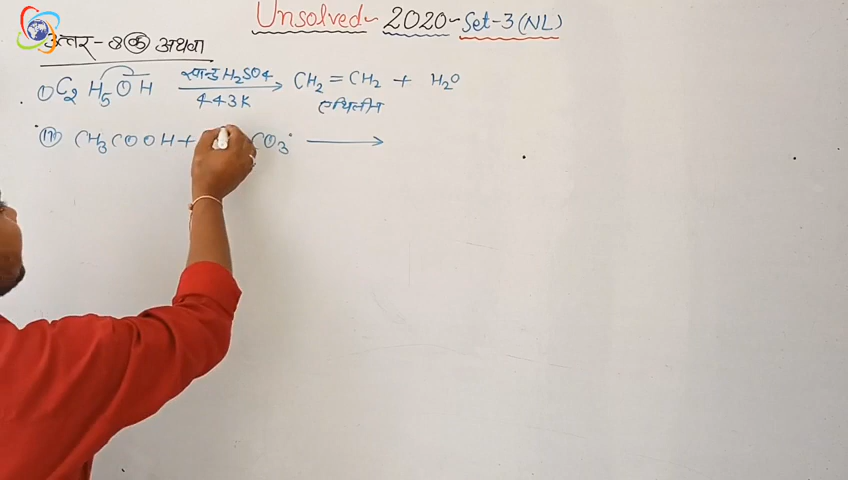 Unsolved~ 2020~ Set-3 (NL)
उत्तर-8 (क) अथवा
(i) C2H5OH सान्द्र H2SO4 443K → CH2 = CH2 + H2O
एथिलीन
(ii) CH3COOH + CO3 →